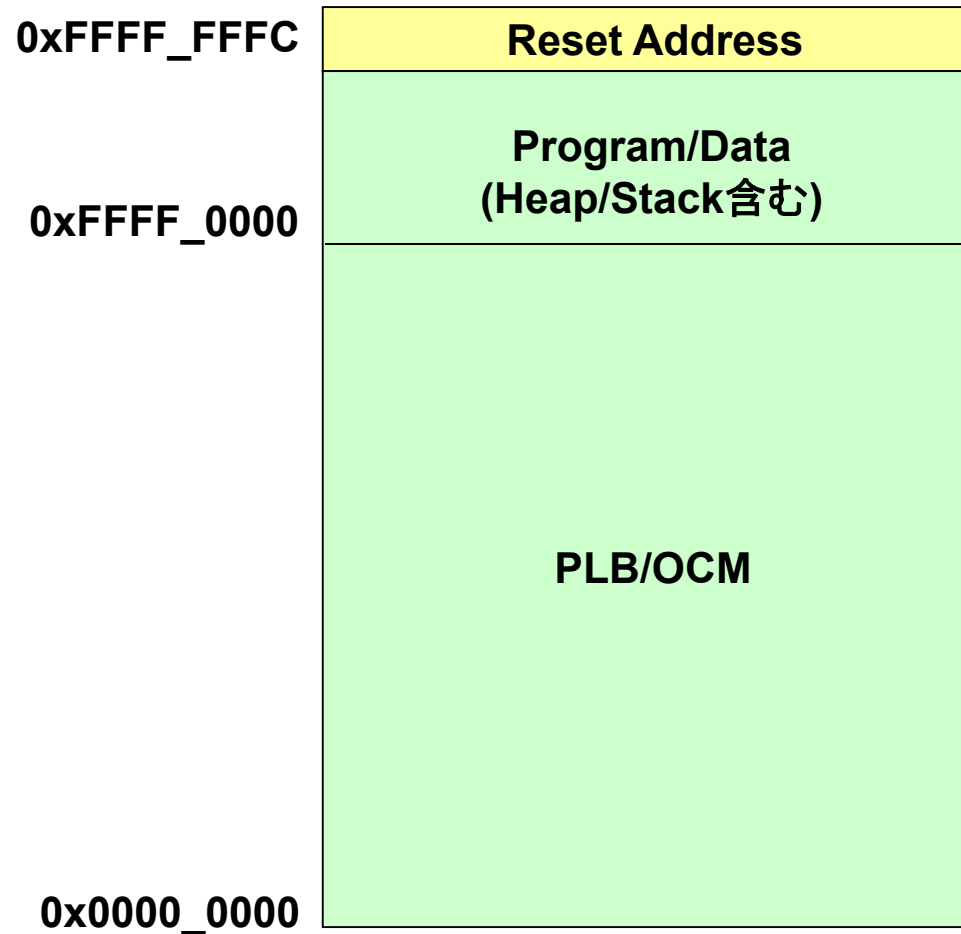 0xFFFF_FFFC
Reset Address
Program/Data
(Heap/Stack含む)
0xFFFF_0000
PLB/OCM
0x0000_0000